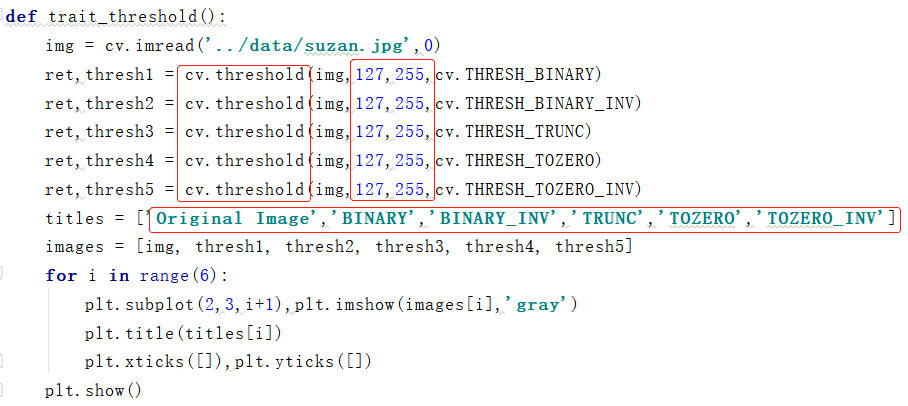 def trait_threshold():
    img = cv.imread('../data/suzan.jpg',0)
    ret,thresh1 = cv.threshold(img,127,255,cv.THRESH_BINARY)
    ret,thresh2 = cv.threshold(img,127,255,cv.THRESH_BINARY_INV)
    ret,thresh3 = cv.threshold(img,127,255,cv.THRESH_TRUNC)
    ret,thresh4 = cv.threshold(img,127,255,cv.THRESH_TOZERO)
    ret,thresh5 = cv.threshold(img,127,255,cv.THRESH_TOZERO_INV)
    titles = ['Original Image','BINARY','BINARY_INV','TRUNC','TOZERO','TOZERO_INV']
    images = [img, thresh1, thresh2, thresh3, thresh4, thresh5]
    for i in range(6):
        plt.subplot(2,3,i+1),plt.imshow(images[i],'gray')
        plt.title(titles[i])
        plt.xticks([]),plt.yticks([])
    plt.show()